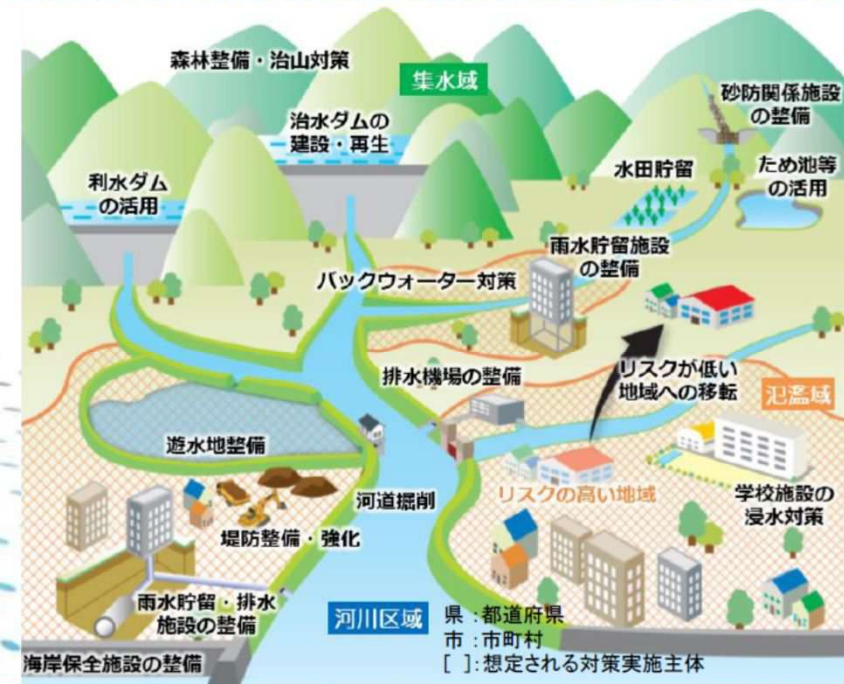 森林整備・治山対策
集水域
砂防関係施設
の整備
治水ダムの
建設・再生
水田貯留
ため池等
の活用
利水ダム
の活用
雨水貯留施設
の整備
バックウォーター対策
排水機場の整備
リスクが低い
地域への移転
氾濫域
遊水地整備
河道掘削
リスクの高い地域
学校施設の
浸水対策
堤防整備・強化
雨水貯留・排水
施設の整備
河川区域
県:都道府県
市:市町村
[ ]:想定される対策実施主体
海岸保全施設の整備